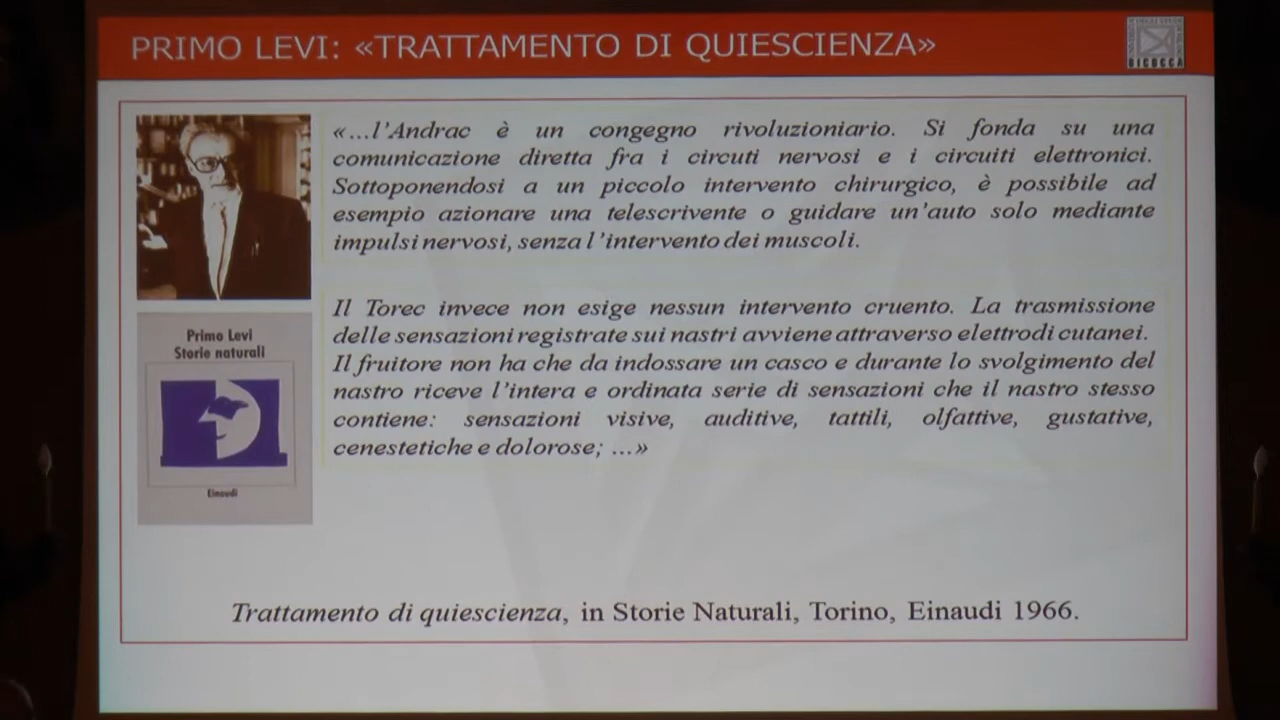 PRIMO LEVI: «TRATTAMENTO DI QUIESCIENZA»
BICOCCA
«...l'Andrac è un congegno rivoluzioniario. Si fonda su una
comunicazione diretta fra i circuti nervosi e i circuiti elettronici.
Sottoponendosi a un piccolo intervento chirurgico, è possibile ad
esempio azionare una telescrivente o guidare un'auto solo mediante
impulsi nervosi, senza l'intervento dei muscoli.
Il Torec invece non esige nessun intervento cruento. La trasmissione
delle sensazioni registrate sui nastri avviene attraverso elettrodi cutanei.
Il fruitore non ha che da indossare un casco e durante lo svolgimento del
nastro riceve l'intera e ordinata serie di sensazioni che il nastro stesso
contiene: sensazioni visive, auditive, tattili, olfattive, gustative,
cenestetiche e dolorose; ...»
Primo Levi
Storie naturali
Einaudi
Trattamento di quiescienza, in Storie Naturali, Torino, Einaudi 1966.